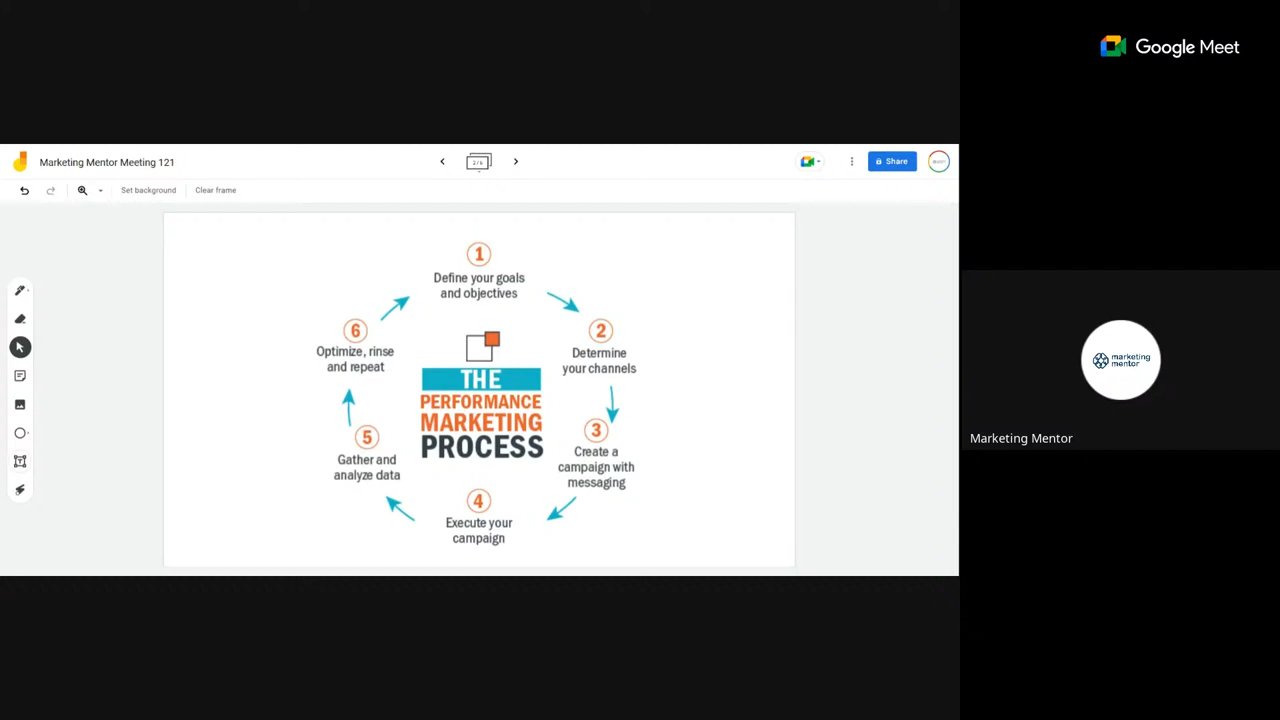 Google Meet
Marketing Mentor Meeting 121
2/6
Share
Set background
Clear frame
1
Define your goals
and objectives
2
Determine
your channels
3
Create a
campaign with
messaging
4
Execute your
campaign
5
Gather and
analyze data
6
Optimize, rinse
and repeat
THE
PERFORMANCE
MARKETING
PROCESS
marketing
mentor
Marketing Mentor